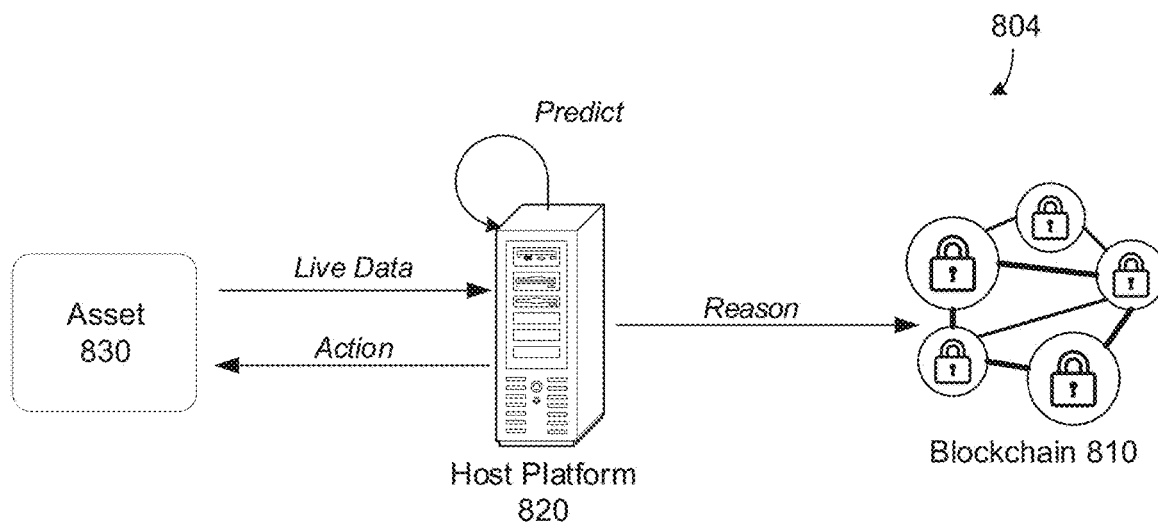 804
Predict
Live Data
Asset
830
Action
Reason
Host Platform
820
Blockchain 810